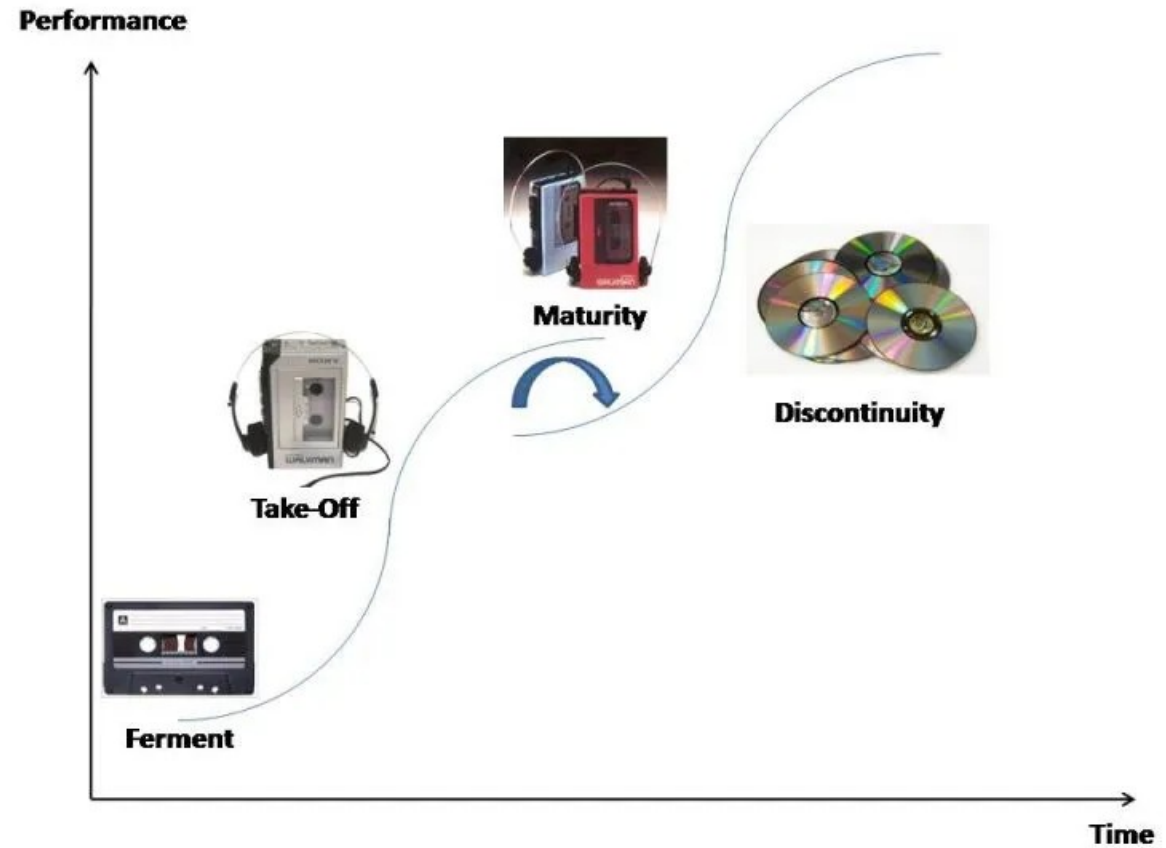 Performance
Maturity
Take-Off
Discontinuity
A
Ferment
Time